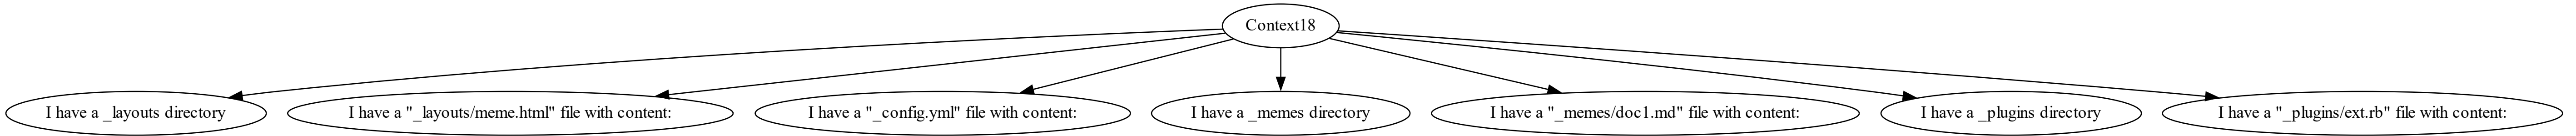 Context18
I have a _layouts directory
I have a "_layouts/meme.html" file with content:
I have a "_config.yml" file with content:
I have a _memes directory
I have a "_memes/doc1.md" file with content:
I have a _plugins directory
I have a "_plugins/ext.rb" file with content: